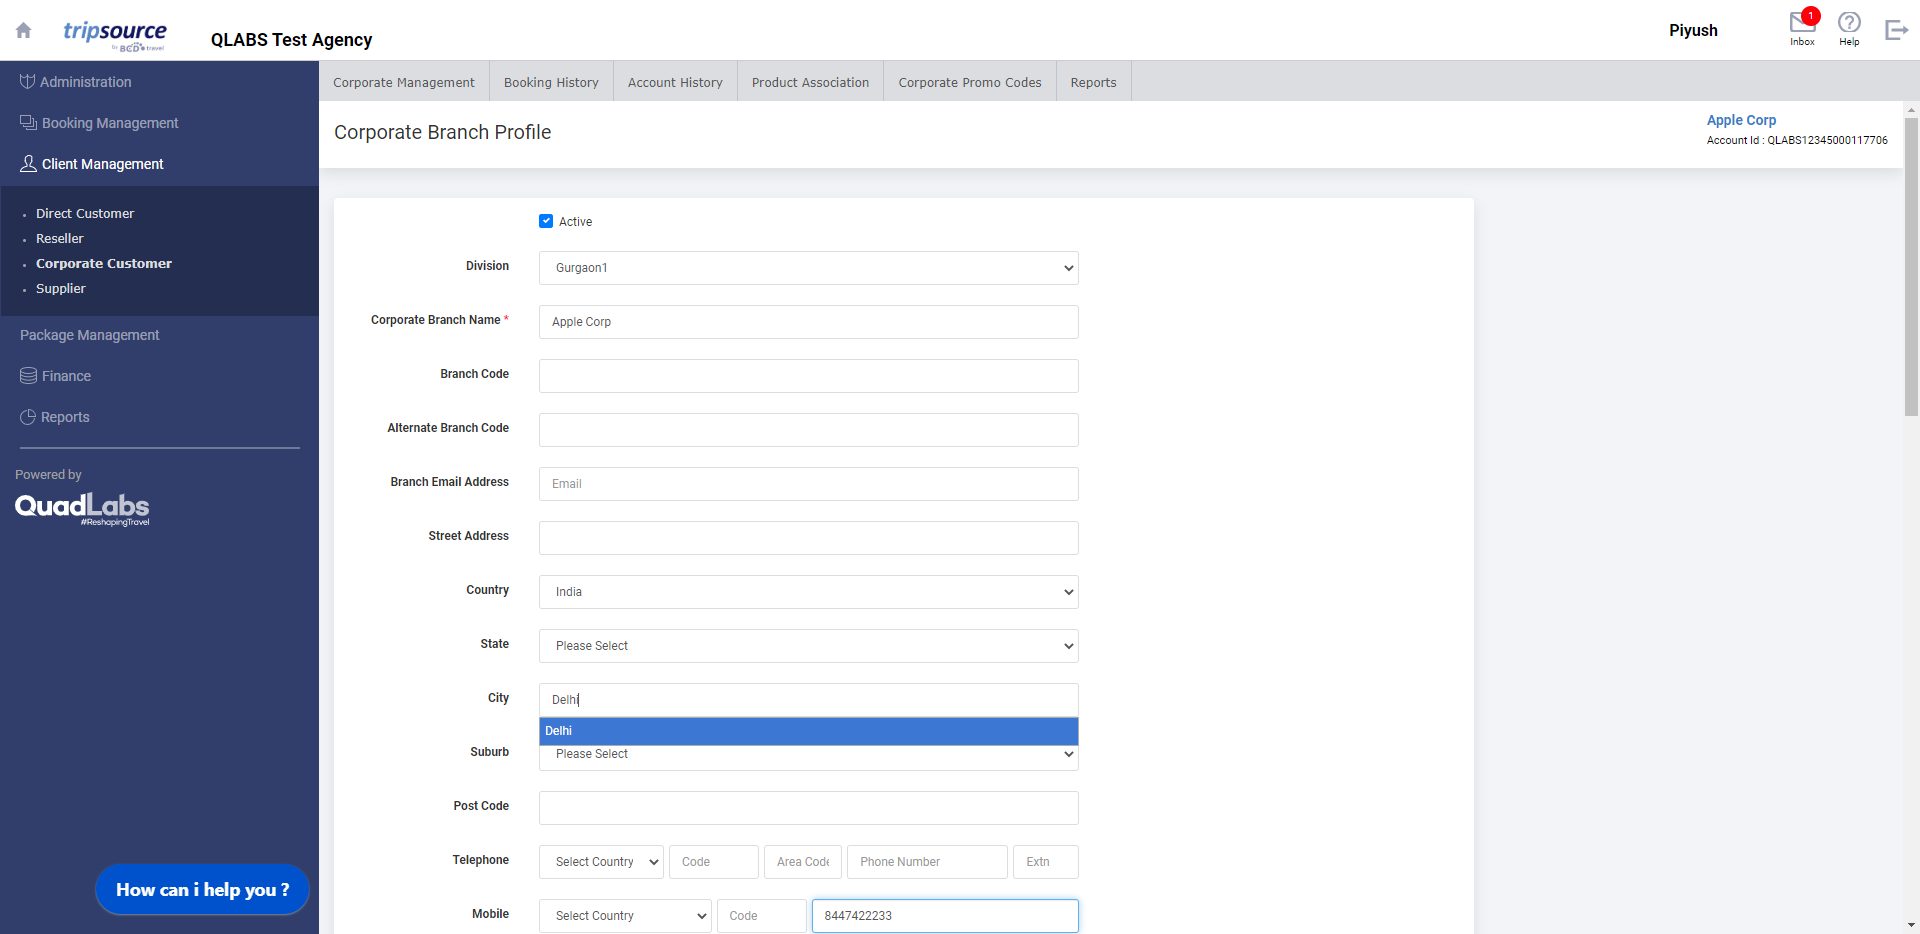 tripsource
by BCD travel
QLABS Test Agency
Piyush
1
Inbox
Help
Administration
Booking Management
Client Management
Direct Customer
Reseller
Corporate Customer
Supplier
Package Management
Finance
Reports
Powered by
QuadLabs
#ReshapingTravel
How can i help you ?
Corporate Management
Booking History
Account History
Product Association
Corporate Promo Codes
Reports
Corporate Branch Profile
Apple Corp
Account Id : QLABS12345000117706
Active
Division
Gurgaon1
Corporate Branch Name *
Apple Corp
Branch Code
Alternate Branch Code
Branch Email Address
Email
Street Address
Country
India
State
Please Select
City
Delhi
Delhi
Suburb
Please Select
Post Code
Telephone
Select Country
Code
Area Code
Phone Number
Extn
Mobile
Select Country
Code
8447422233